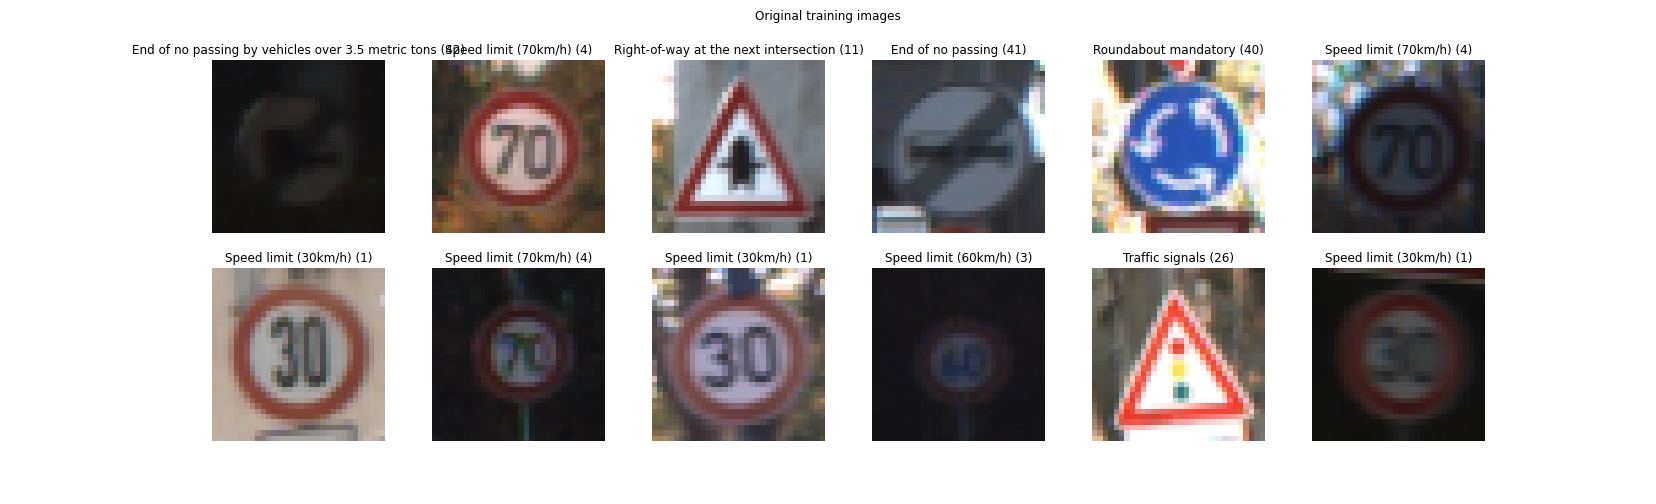 Original training images
End of no passing by vehicles over 3.5 metric tons (42)
Speed limit (70km/h) (4)
Right-of-way at the next intersection (11)
End of no passing (41)
Roundabout mandatory (40)
Speed limit (70km/h) (4)
70
70
Speed limit (30km/h) (1)
Speed limit (70km/h) (4)
Speed limit (30km/h) (1)
Speed limit (60km/h) (3)
Traffic signals (26)
Speed limit (30km/h) (1)
30
70
30
60
30